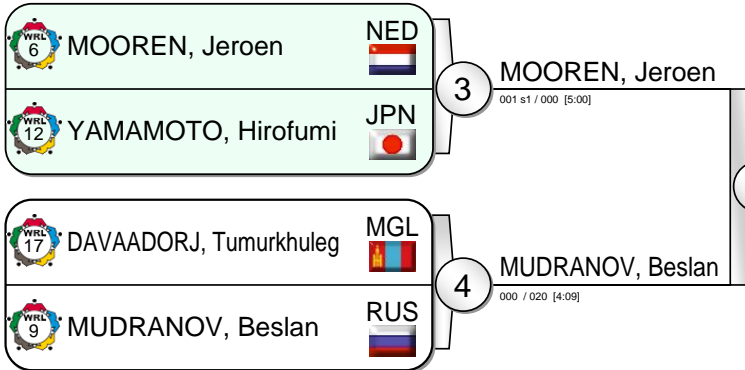 WRL 6 MOOREN, Jeroen NED
WRL 12 YAMAMOTO, Hirofumi JPN
3
MOOREN, Jeroen
001 s1 / 000 [5:00]
WRL 17 DAVAADORJ, Tumurkhuleg MGL
WRL 9 MUDRANOV, Beslan RUS
4
MUDRANOV, Beslan
000 / 020 [4:09]